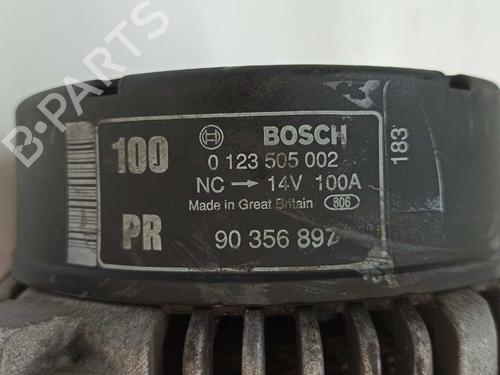 B-PARTS
100
BOSCH
0 123 505 002
NC → 14V 100A
Made in Great Britain 806
PR
90 356 897
183